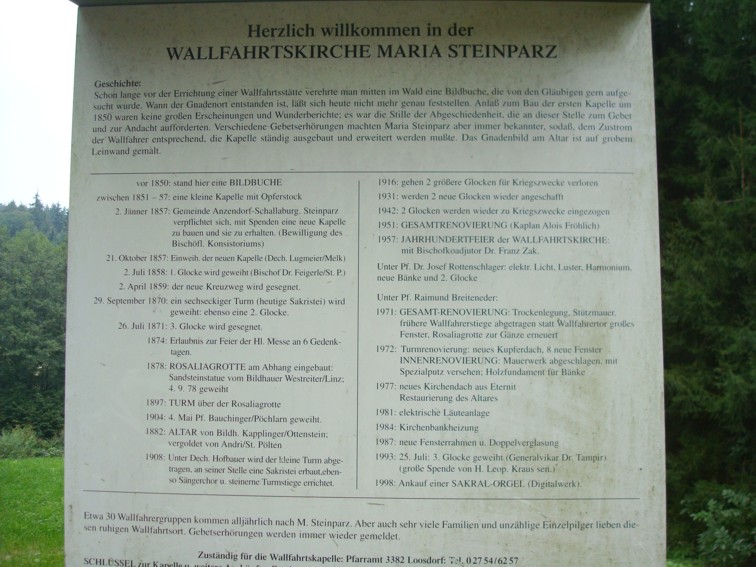 Herzlich willkommen in der
WALLFAHRTSKIRCHE MARIA STEINPARZ
Geschichte:
Schon lange vor der Errichtung einer Wallfahrtsstätte verehrte man mitten im Wald eine Bildbuche, die von den Gläubigen gern aufge-
sucht wurde. Wann der Gnadenort entstanden ist, läßt sich heute nicht mehr genau feststellen. Anlaß zum Bau der ersten Kapelle um
1850 waren keine großen Erscheinungen und Wunderberichte; es war die Stille der Abgeschiedenheit, die an dieser Stelle zum Gebet
und zur Andacht aufforderten. Verschiedene Gebetserhörungen machten Maria Steinparz aber immer bekannter, sodaß, dem Zustrom
der Wallfahrer entsprechend, die Kapelle ständig ausgebaut und erweitert werden mußte. Das Gnadenbild am Altar ist auf grobem
Leinwand gemalt.
vor 1850: stand hier eine BILDBUCHE
zwischen 1851 – 57: eine kleine Kapelle mit Opferstock
2. Jänner 1857: Gemeinde Anzendorf-Schallaburg, Steinparz
verpflichtet sich, mit Spenden eine neue Kapelle
zu bauen und sie zu erhalten. (Bewilligung des
Bischöfl. Konsistoriums)
21. Oktober 1857: Einweih. der neuen Kapelle (Dech. Lugmeier/Melk)
2. Juli 1858: 1. Glocke wird geweiht (Bischof Dr. Feigerle/St. P.)
2. April 1859: der neue Kreuzweg wird gesegnet.
29. September 1870: ein sechseckiger Turm (heutige Sakristei) wird
geweiht: ebenso eine 2. Glocke.
26. Juli 1871: 3. Glocke wird gesegnet.
1874: Erlaubnis zur Feier der Hl. Messe an 6 Gedenk-
tagen.
1878: ROSALIAGROTTE am Abhang eingebaut:
Sandsteinstatue vom Bildhauer Westreiter/Linz;
4. 9. 78 geweiht
1897: TURM über der Rosaliagrotte
1904: 4. Mai Pf. Bauchinger/Pöchlarn geweiht.
1882: ALTAR von Bildh. Kapplinger/Ottenstein;
vergoldet von Andri/St. Pölten
1908: Unter Dech. Hofbauer wird der kleine Turm abge-
tragen, an seiner Stelle eine Sakristei erbaut,eben-
so Sängerchor u. steinerne Turmstiege errichtet.
1916: gehen 2 größere Glocken für Kriegszwecke verloren
1931: werden 2 neue Glocken wieder angeschafft
1942: 2 Glocken werden wieder zu Kriegszwecke eingezogen
1951: GESAMTRENOVIERUNG (Kaplan Alois Fröhlich)
1957: JAHRHUNDERTFEIER der WALLFAHRTSKIRCHE:
mit Bischofkoadjutor Dr. Franz Zak.
Unter Pf. Dr. Josef Rottenschlager: elektr. Licht, Luster, Harmonium,
neue Bänke und 2. Glocke
Unter Pf. Raimund Breiteneder:
1971: GESAMT-RENOVIERUNG: Trockenlegung, Stützmauer,
frühere Wallfahrerstiege abgetragen statt Wallfahrertor großes
Fenster, Rosaliagrotte zur Gänze erneuert
1972: Turmrenovierung: neues Kupferdach, 8 neue Fenster
INNENRENOVIERUNG: Mauerwerk abgeschlagen, mit
Spezialputz versehen; Holzfundament für Bänke
1977: neues Kirchendach aus Eternit
Restaurierung des Altares
1981: elektrische Läuteanlage
1984: Kirchenbankheizung
1987: neue Fensterrahmen u. Doppelverglasung
1993: 25. Juli: 3. Glocke geweiht (Generalvikar Dr. Tampir)
(große Spende von H. Leop. Kraus sen.)
1998: Ankauf einer SAKRAL-ORGEL (Digitalwerk)
Etwa 30 Wallfahrergruppen kommen alljährlich nach M. Steinparz. Aber auch sehr viele Familien und unzählige Einzelpilger lieben die-
sen ruhigen Wallfahrtsort. Gebetserhörungen werden immer wieder gemeldet.
Zuständig für die Wallfahrtskapelle: Pfarramt 3382 Loosdorf: Tel. 0 27 54 / 62 57
SCHLÜSSEL zur Kapelle u.